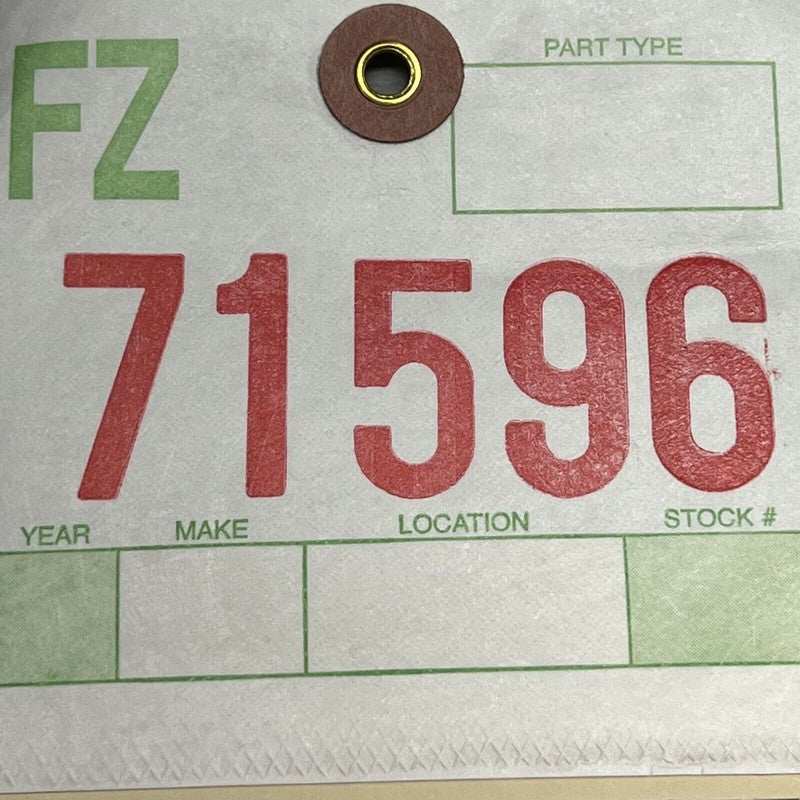 FZ
PART TYPE
71596
YEAR MAKE LOCATION STOCK #